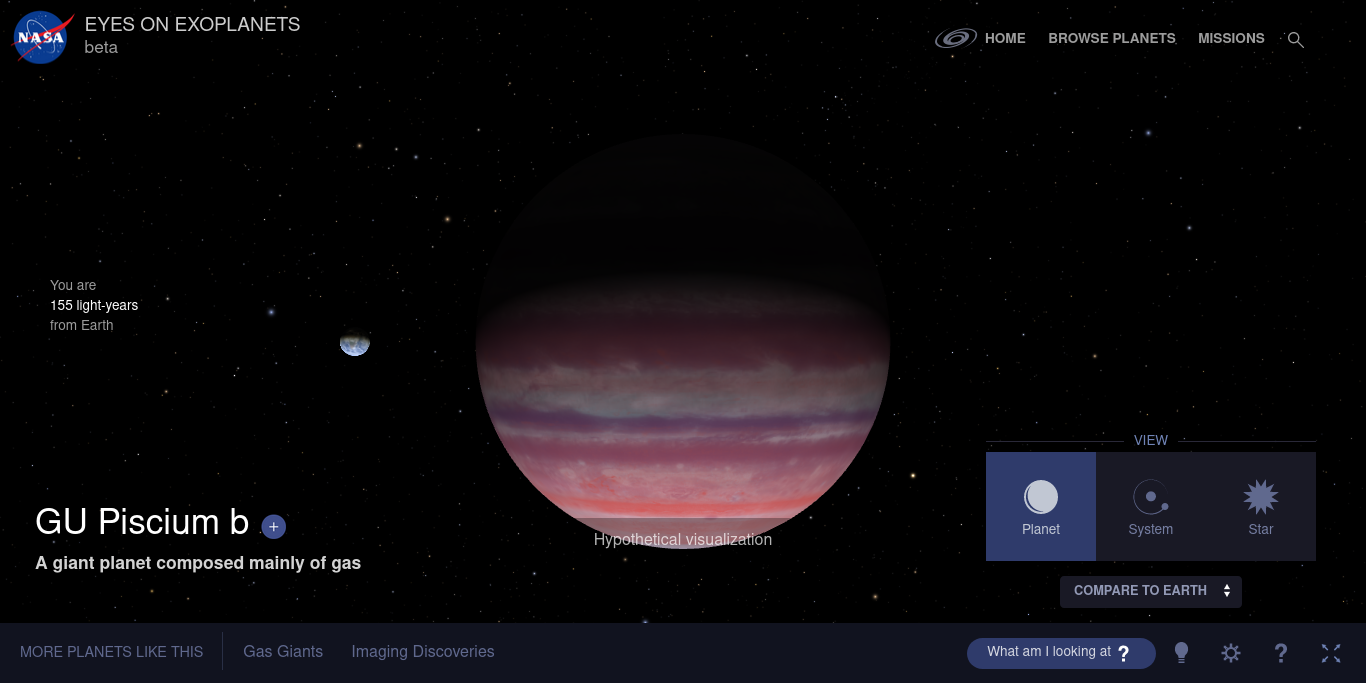 NASA
EYES ON EXOPLANETS
beta
HOME
BROWSE PLANETS
MISSIONS
You are
155 light-years
from Earth
VIEW
Planet
System
Star
GU Piscium b +
A giant planet composed mainly of gas
Hypothetical visualization
COMPARE TO EARTH
MORE PLANETS LIKE THIS
Gas Giants
Imaging Discoveries
What am I looking at ?
?